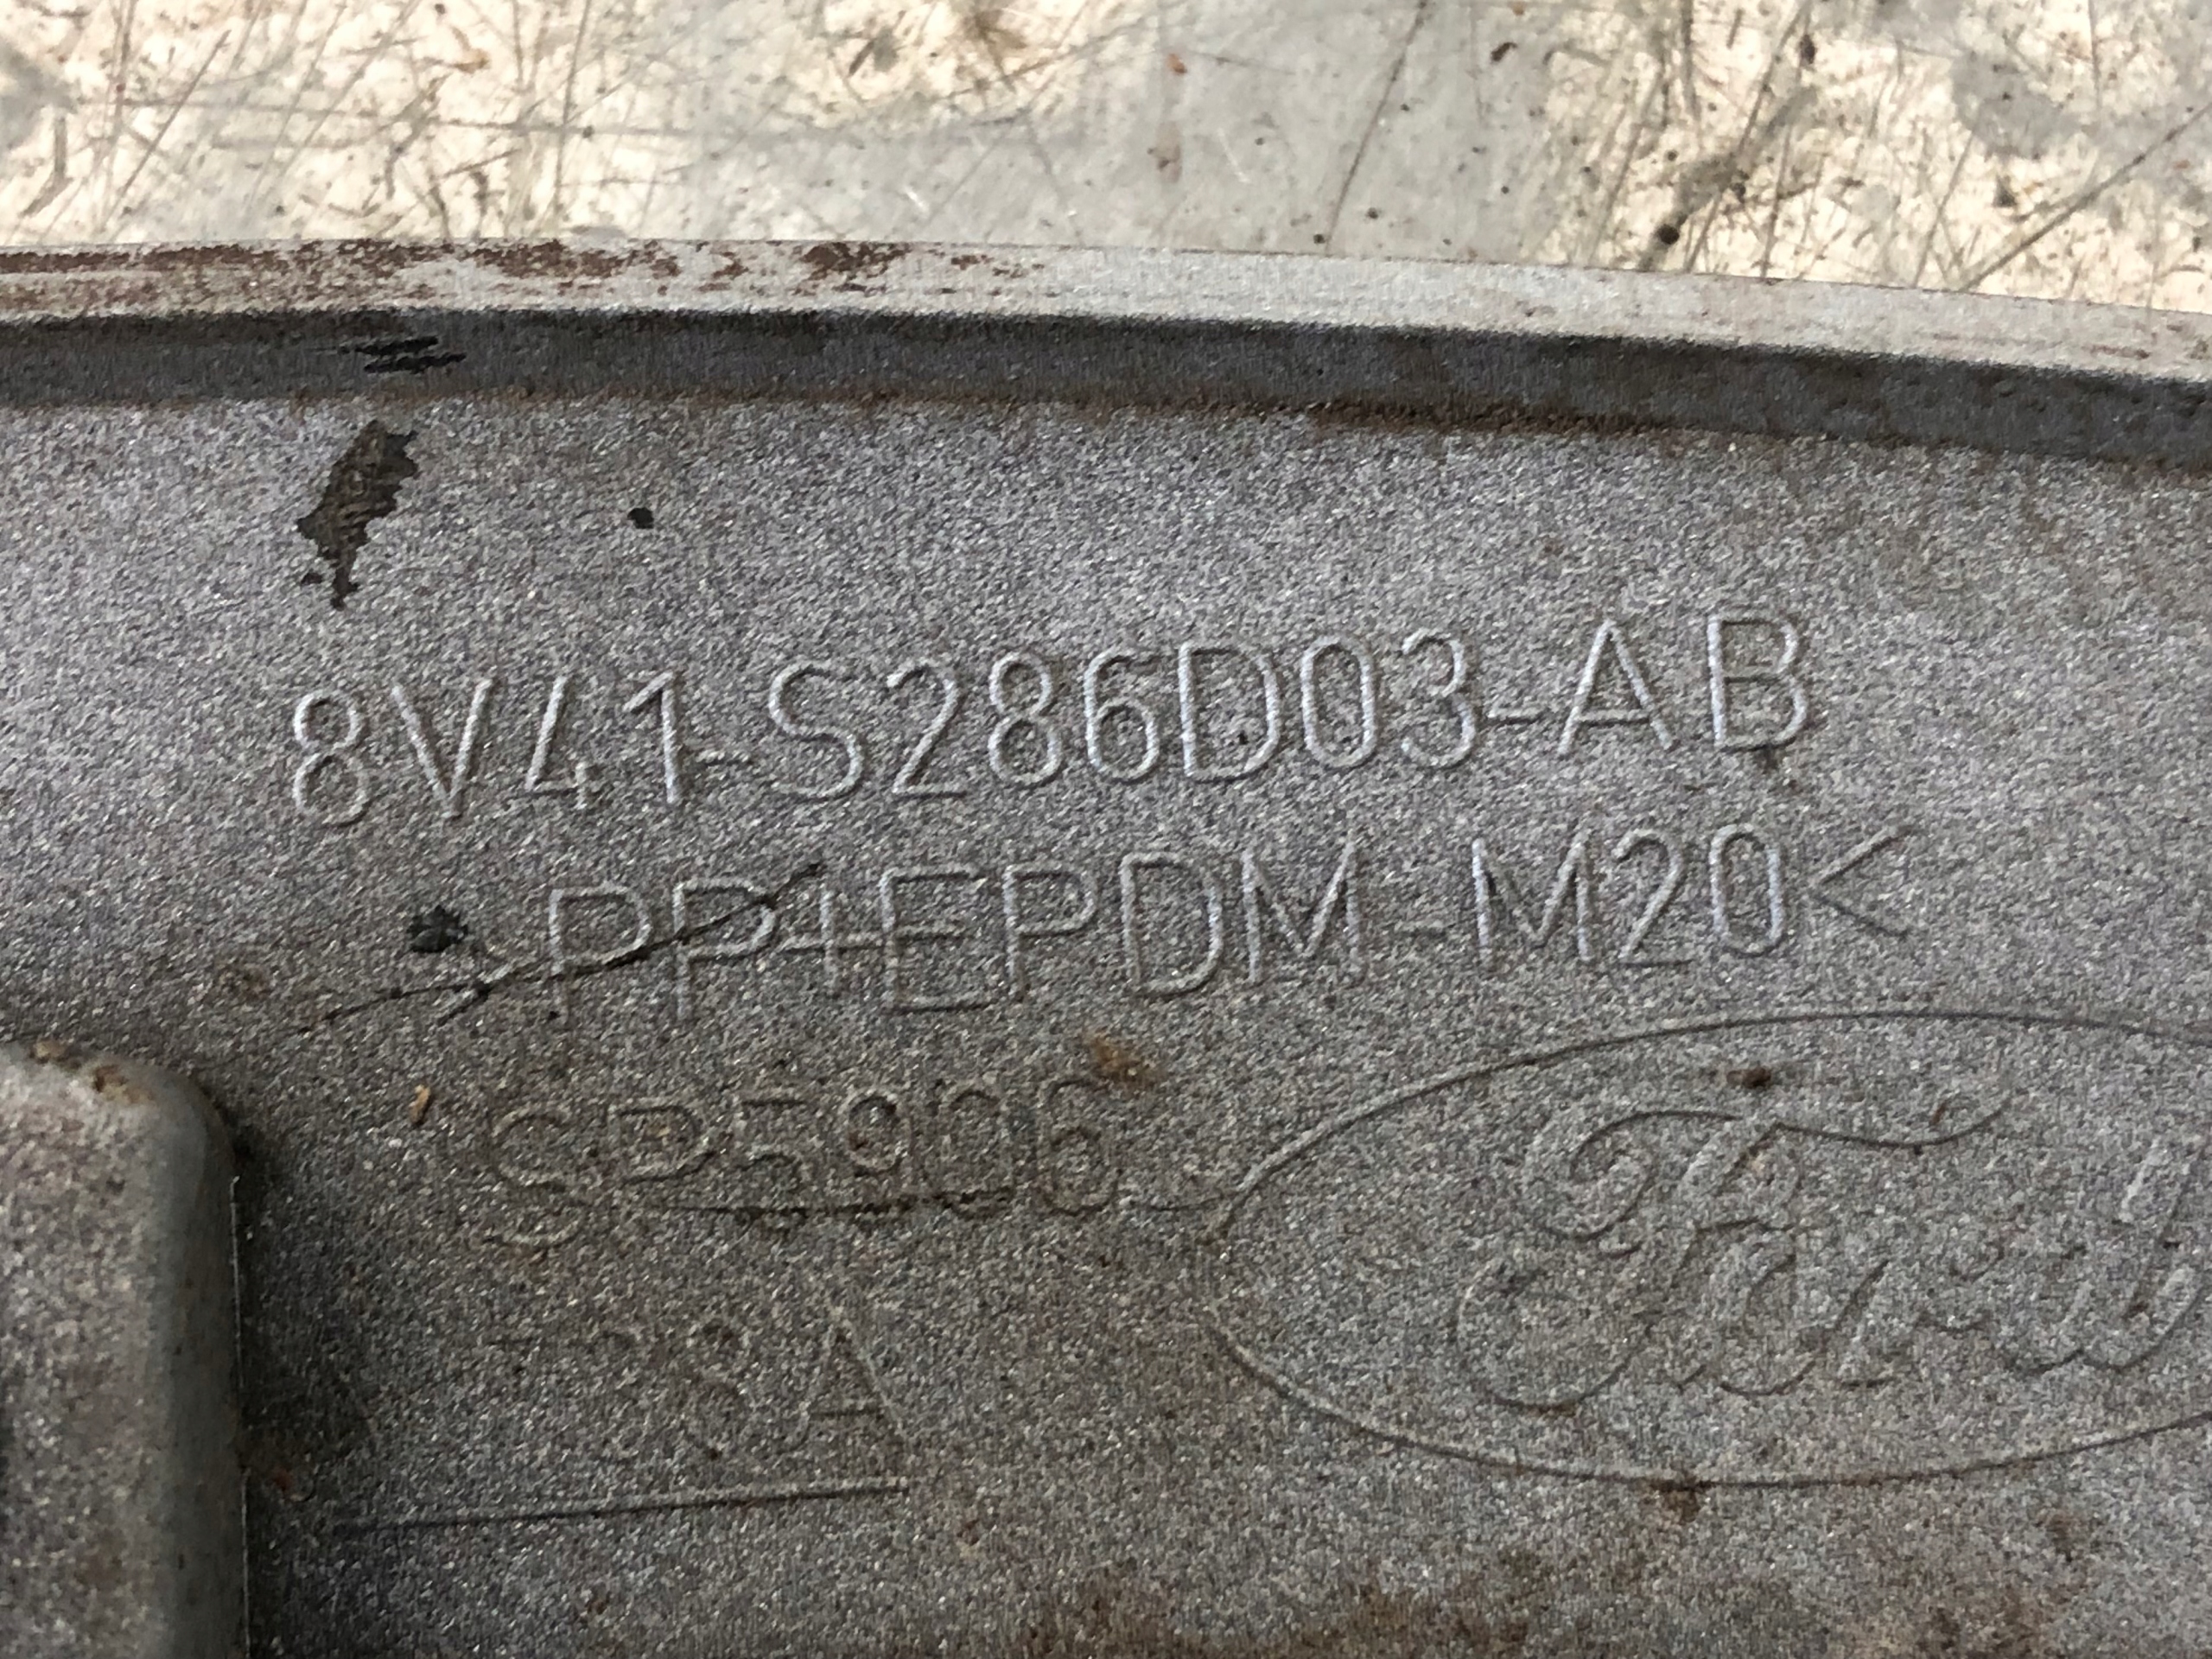 8V41-S286D03-AB
>PP+EPDM-M20<
SP5906
Ford